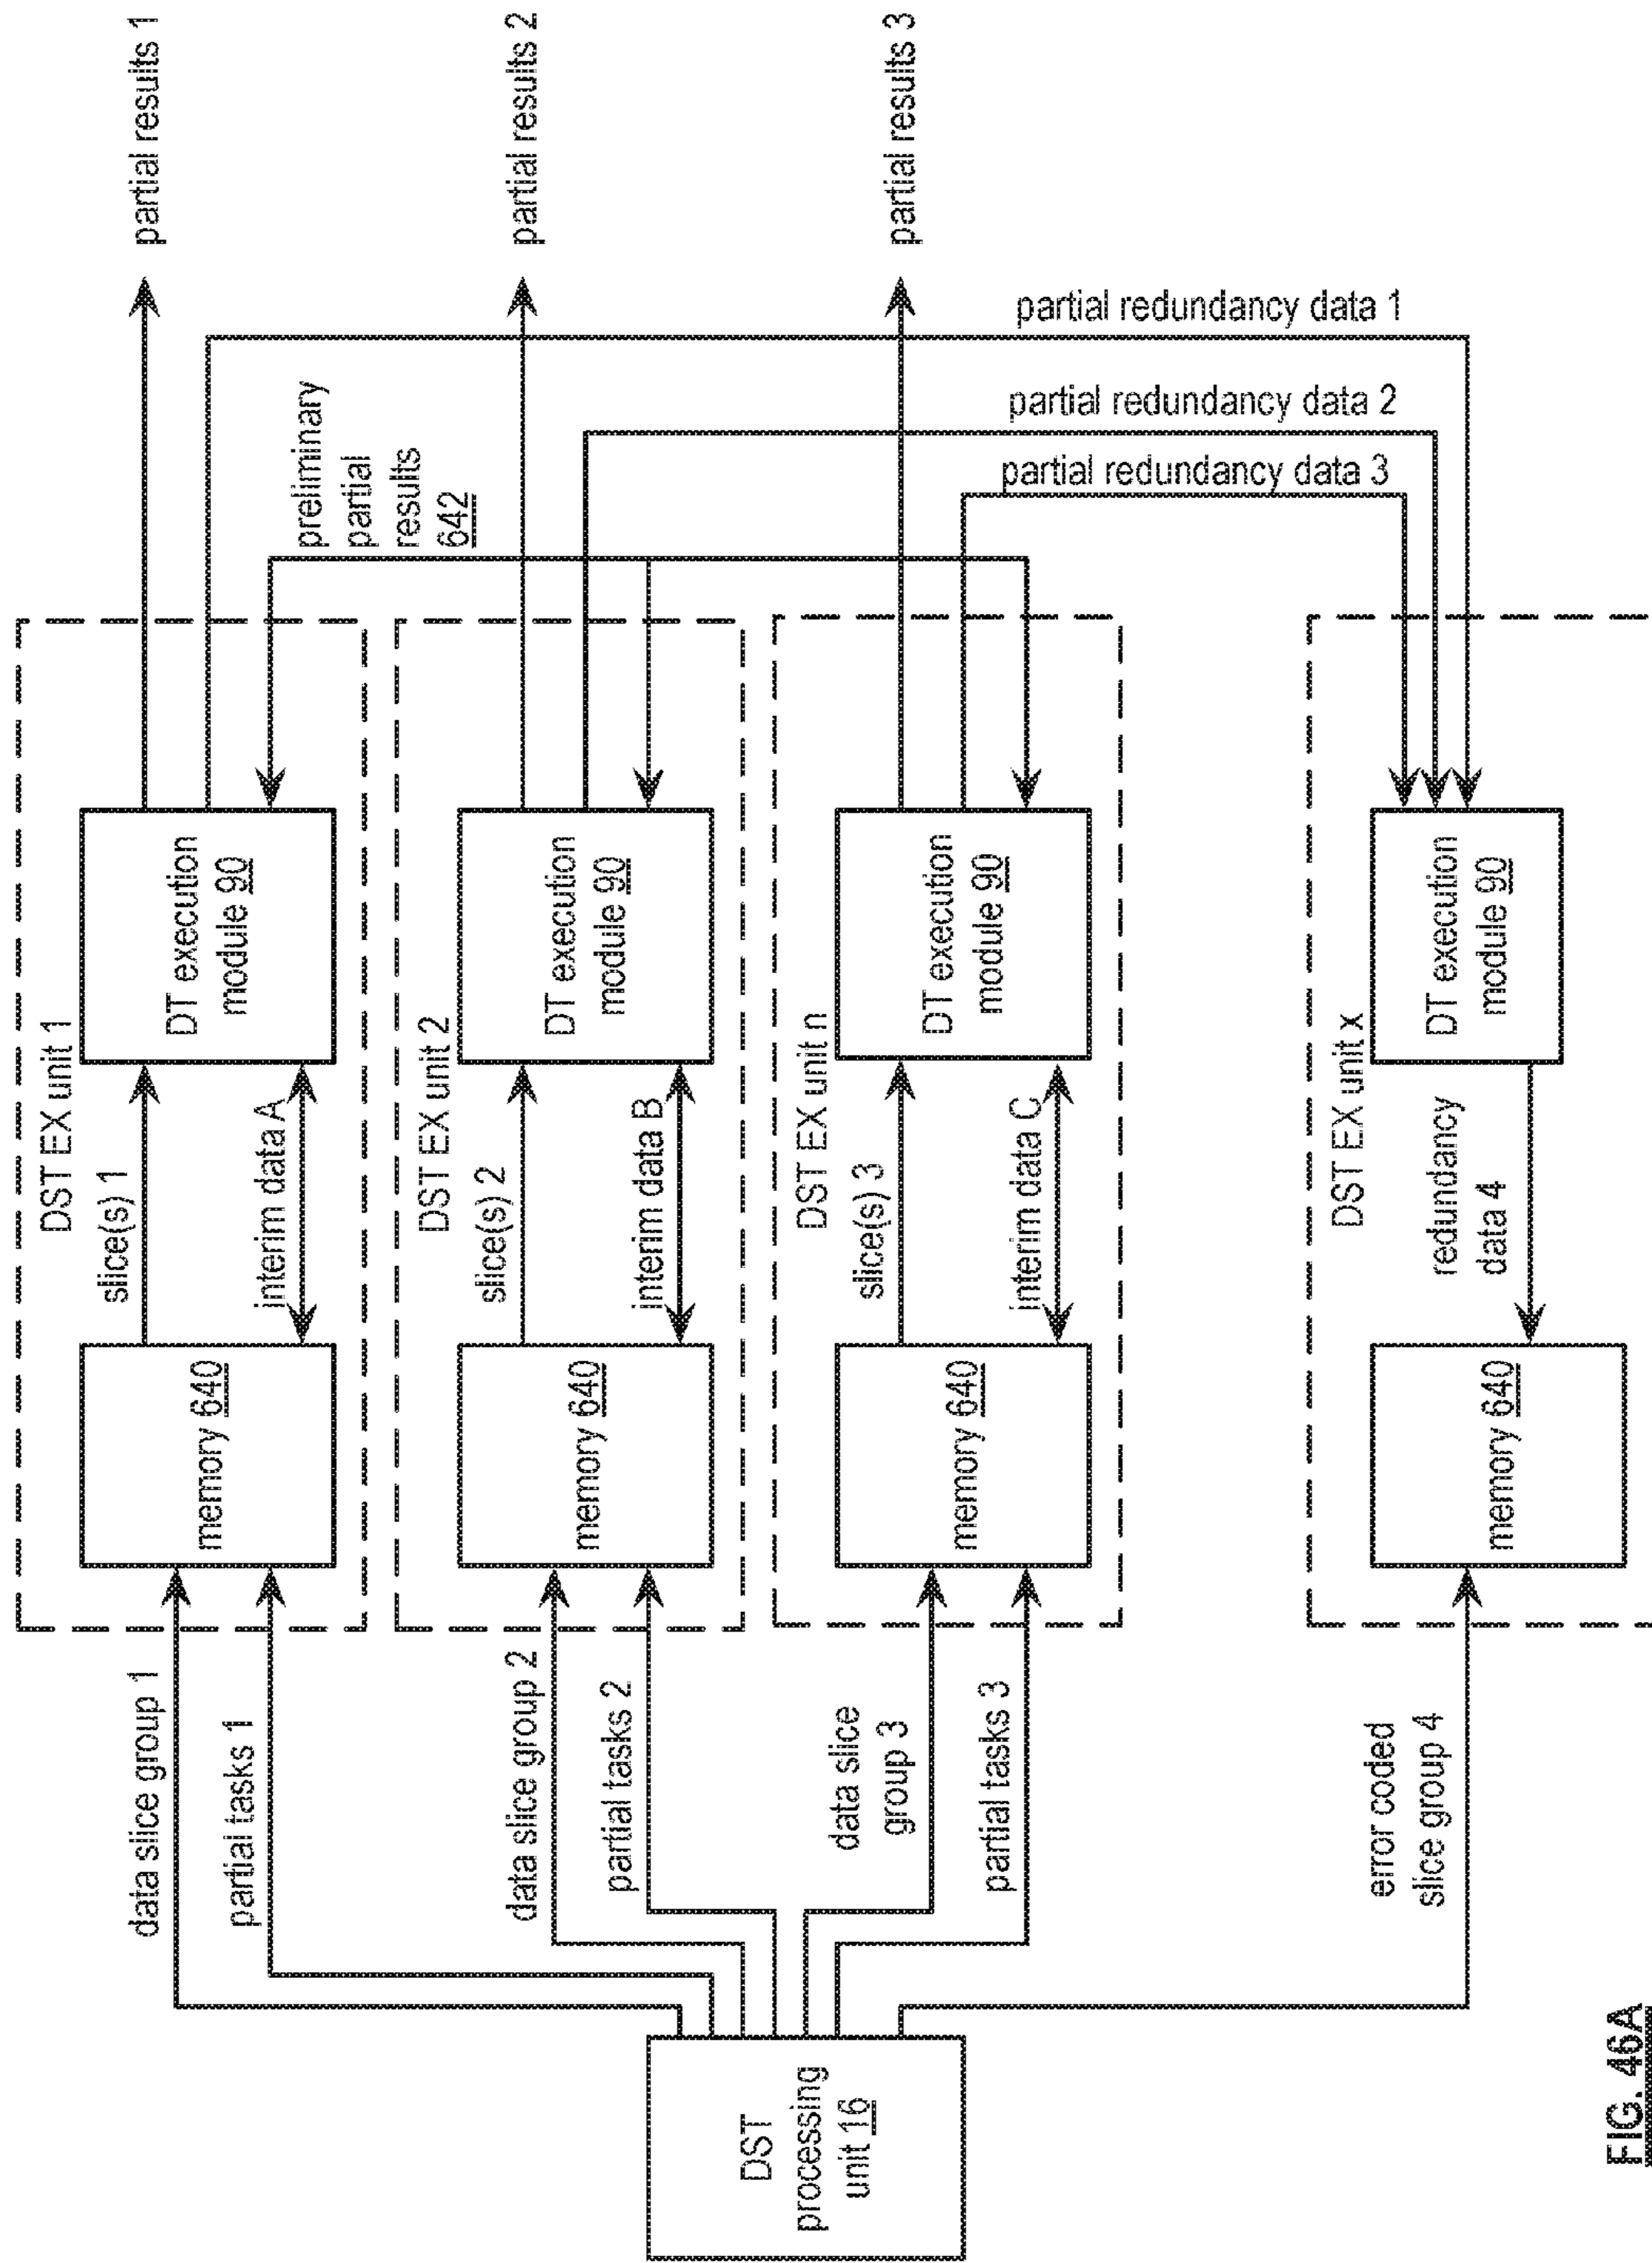 DST
processing
unit 16
data slice group 1
partial tasks 1
data slice group 2
partial tasks 2
data slice
group 3
partial tasks 3
error coded
slice group 4
DST EX unit 1
memory 640
slice(s) 1
interim data A
DT execution
module 90
partial results 1
DST EX unit 2
memory 640
slice(s) 2
interim data B
DT execution
module 90
partial results 2
DST EX unit n
memory 640
slice(s) 3
interim data C
DT execution
module 90
partial results 3
preliminary
partial
results
642
partial redundancy data 1
partial redundancy data 2
partial redundancy data 3
DST EX unit x
memory 640
redundancy
data 4
DT execution
module 90
FIG. 46A